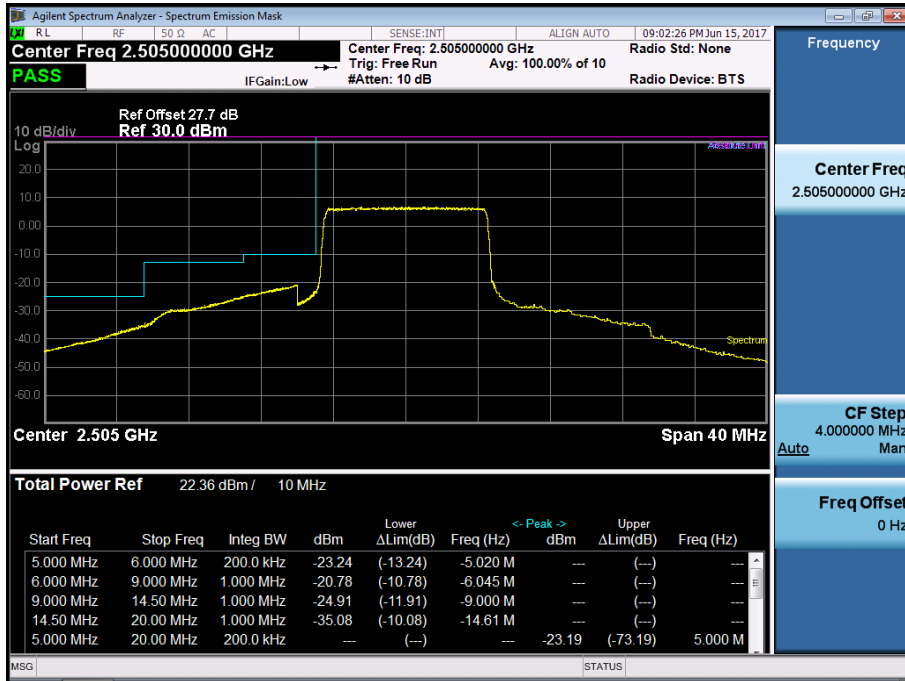 Agilent Spectrum Analyzer - Spectrum Emission Mask
LXI RL RF 50 Ω AC SENSE:INT ALIGN AUTO 09:02:26 PM Jun 15, 2017
Center Freq 2.505000000 GHz Center Freq: 2.505000000 GHz Radio Std: None
Trig: Free Run Avg: 100.00% of 10
PASS IFGain:Low #Atten: 10 dB Radio Device: BTS
Frequency
Ref Offset 27.7 dB
10 dB/div Ref 30.0 dBm
Log
Absolute Limit
20.0
10.0
0.00
-10.0
-20.0
-30.0
-40.0
Spectrum
-50.0
-60.0
Center 2.505 GHz Span 40 MHz
Center Freq
2.505000000 GHz
CF Step
4.000000 MHz
Auto Man
Freq Offset
0 Hz
Total Power Ref 22.36 dBm / 10 MHz
Lower <- Peak -> Upper
Start Freq Stop Freq Integ BW dBm ΔLim(dB) Freq (Hz) dBm ΔLim(dB) Freq (Hz)
5.000 MHz 6.000 MHz 200.0 kHz -23.24 (-13.24) -5.020 M --- (---) ---
6.000 MHz 9.000 MHz 1.000 MHz -20.78 (-10.78) -6.045 M --- (---) ---
9.000 MHz 14.50 MHz 1.000 MHz -24.91 (-11.91) -9.000 M --- (---) ---
14.50 MHz 20.00 MHz 1.000 MHz -35.08 (-10.08) -14.61 M --- (---) ---
5.000 MHz 20.00 MHz 200.0 kHz --- (---) --- -23.19 (-73.19) 5.000 M
MSG STATUS